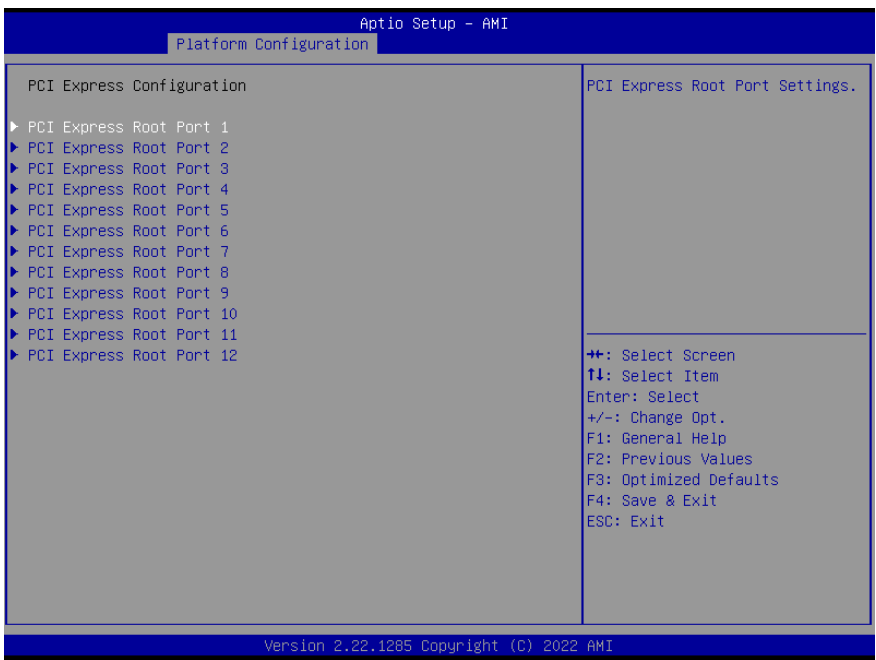 Aptio Setup - AMI
Platform Configuration
PCI Express Configuration
PCI Express Root Port 1
PCI Express Root Port 2
PCI Express Root Port 3
PCI Express Root Port 4
PCI Express Root Port 5
PCI Express Root Port 6
PCI Express Root Port 7
PCI Express Root Port 8
PCI Express Root Port 9
PCI Express Root Port 10
PCI Express Root Port 11
PCI Express Root Port 12
PCI Express Root Port Settings.
→←: Select Screen
↑↓: Select Item
Enter: Select
+/-: Change Opt.
F1: General Help
F2: Previous Values
F3: Optimized Defaults
F4: Save & Exit
ESC: Exit
Version 2.22.1285 Copyright (C) 2022 AMI